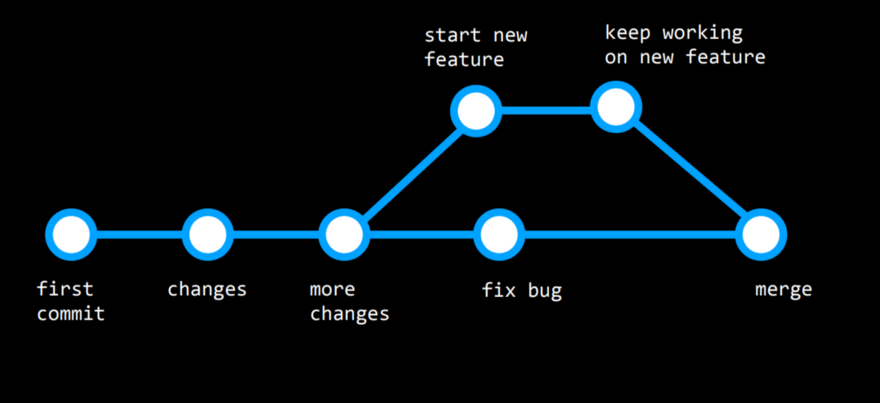 start new
feature
keep working
on new feature
first
commit
changes
more
changes
fix bug
merge